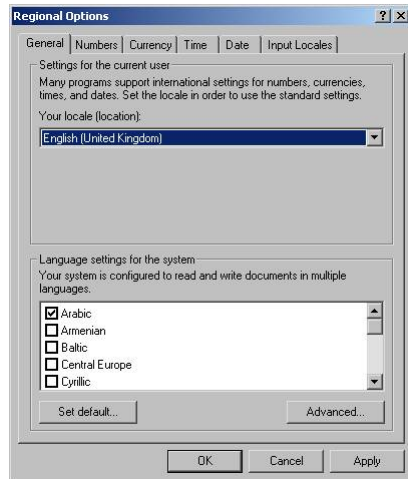 Regional Options
General Numbers Currency Time Date Input Locales
Settings for the current user
Many programs support international settings for numbers, currencies,
times, and dates. Set the locale in order to use the standard settings.
Your locale (location):
English (United Kingdom)
Language settings for the system
Your system is configured to read and write documents in multiple
languages.
Arabic
Armenian
Baltic
Central Europe
Cyrillic
Set default... Advanced...
OK Cancel Apply